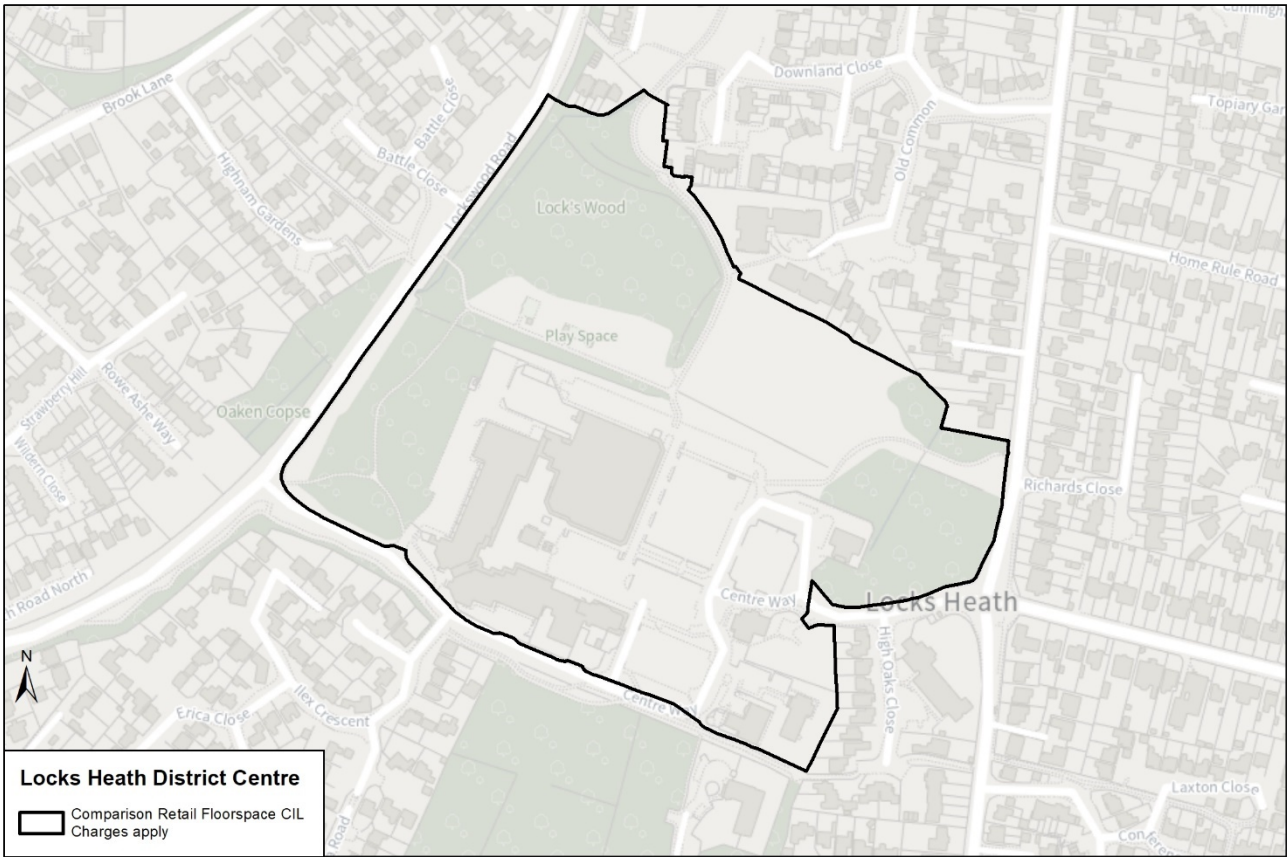 Cunningham
Downland Close
Brook Lane
Battle Close
Topiary Gar
Old Common
Battle Close
Lockswood Road
Highnam Gardens
Lock's Wood
Home Rule Road
Play Space
Strawberry Hill
Rowe Ashe Way
Oaken Copse
Wildern Close
Richards Close
h Road North
Centre Way
Locks Heath
High Oaks Close
N
Ilex Crescent
Erica Close
Centre Way
Laxton Close
Confere
Road
Locks Heath District Centre
Comparison Retail Floorspace CIL
Charges apply